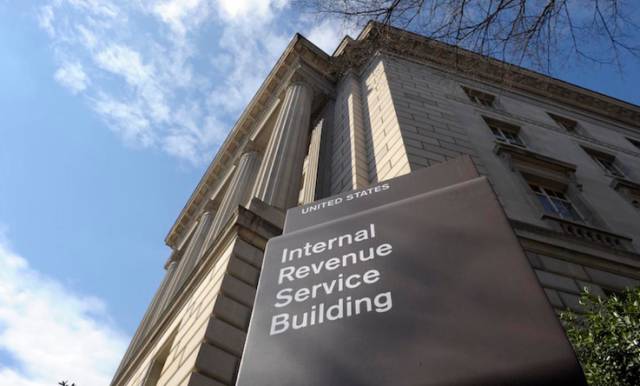 UNITED STATES
Internal
Revenue
Service
Building